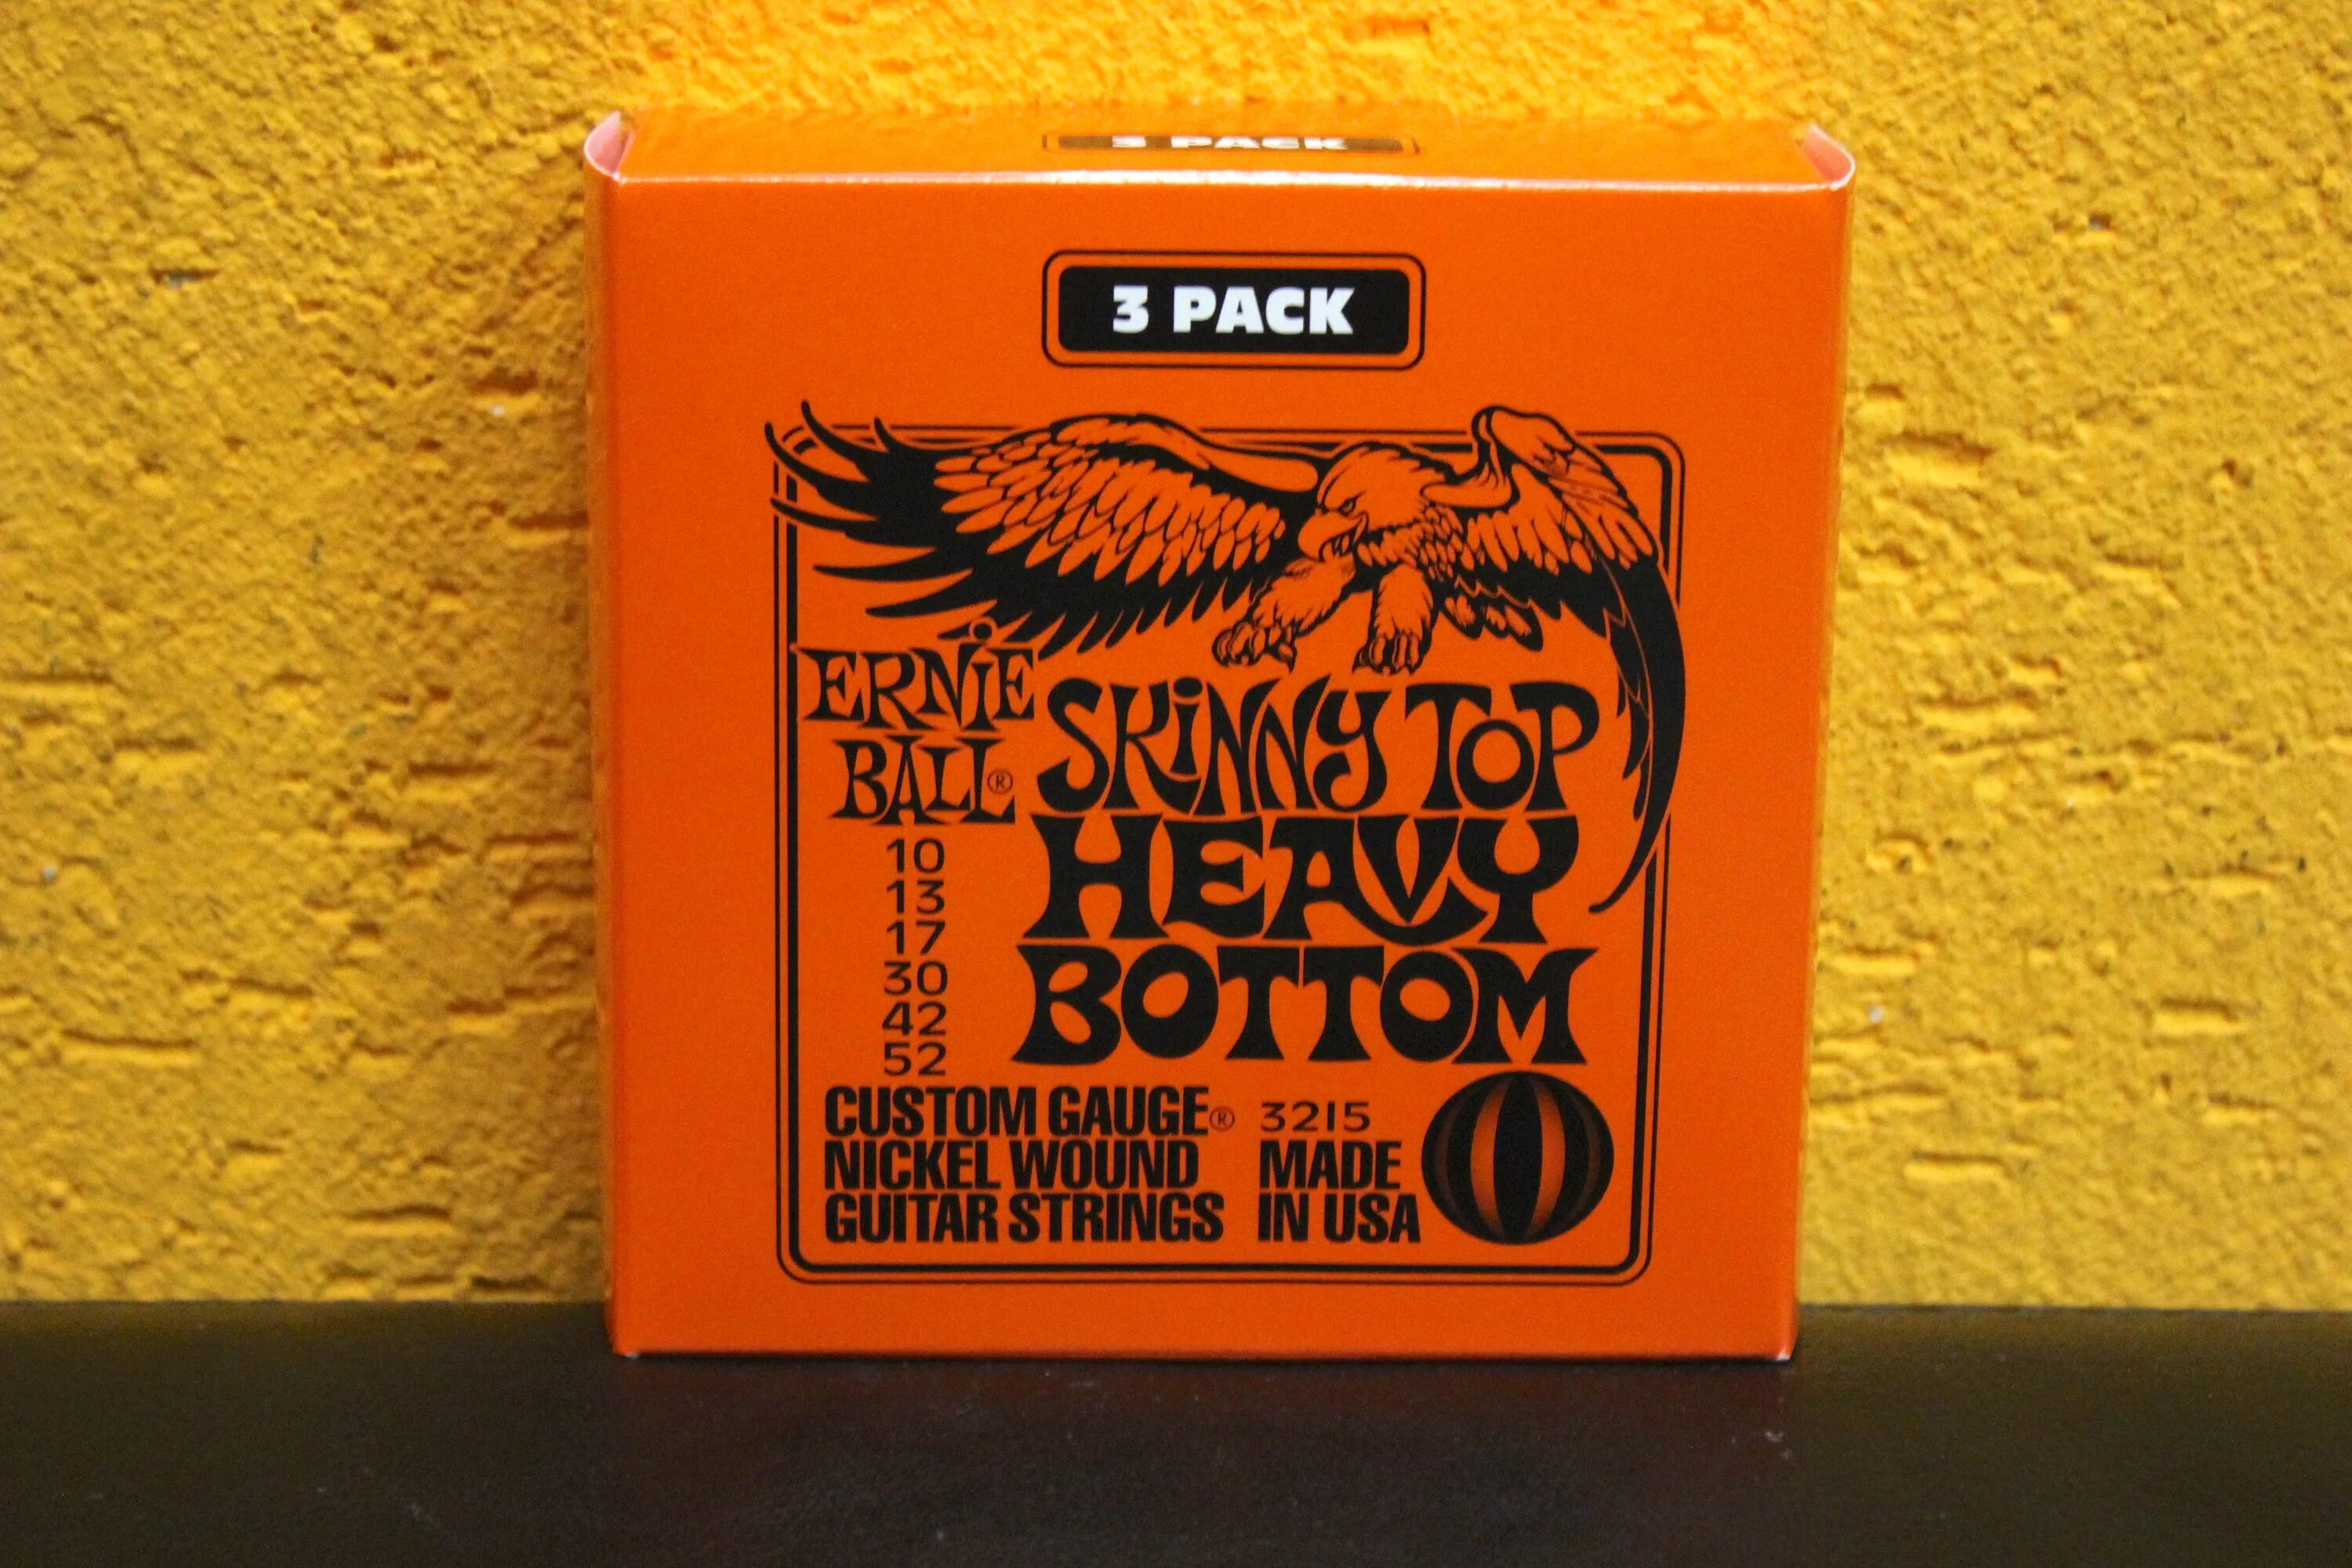 3 PACK
3 PACK
ERNiE
BALL®
SKiNNY TOP
HEAVY
BOTTOM
10
13
17
30
42
52
CUSTOM GAUGE®
NICKEL WOUND
GUITAR STRINGS
3215
MADE
IN USA